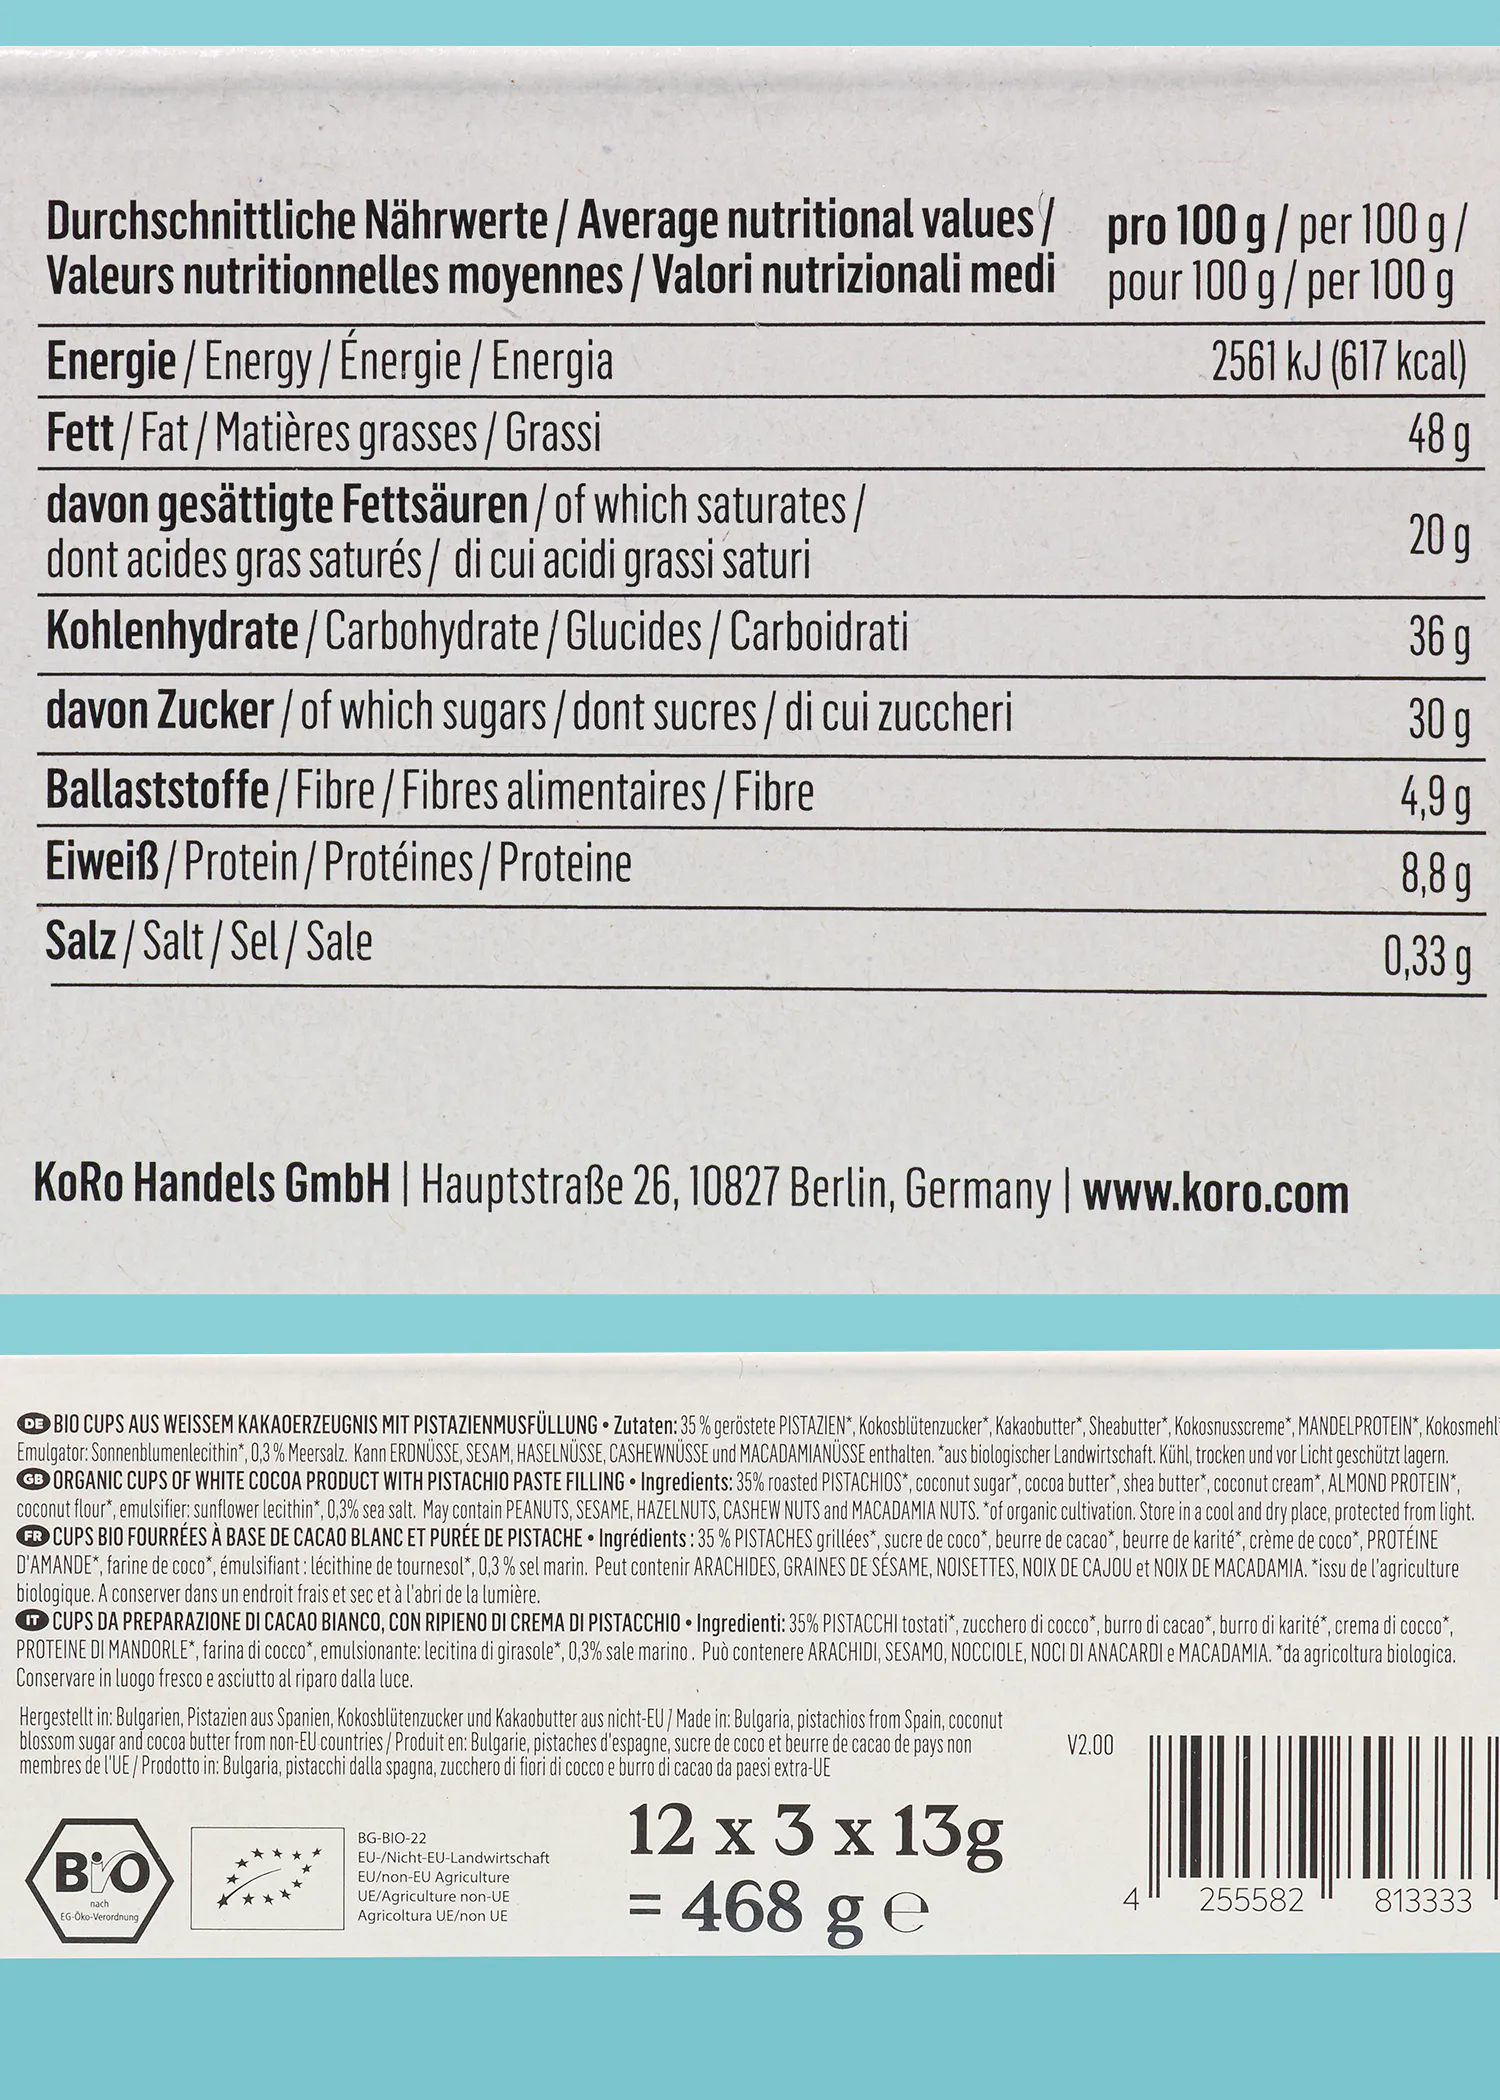 Durchschnittliche Nährwerte / Average nutritional values /
Valeurs nutritionnelles moyennes / Valori nutrizionali medi
pro 100 g / per 100 g /
pour 100 g / per 100 g
Energie / Energy / Énergie / Energia 2561 kJ (617 kcal)
Fett / Fat / Matières grasses / Grassi 48 g
davon gesättigte Fettsäuren / of which saturates /
dont acides gras saturés / di cui acidi grassi saturi 20 g
Kohlenhydrate / Carbohydrate / Glucides / Carboidrati 36 g
davon Zucker / of which sugars / dont sucres / di cui zuccheri 30 g
Ballaststoffe / Fibre / Fibres alimentaires / Fibre 4,9 g
Eiweiß / Protein / Protéines / Proteine 8,8 g
Salz / Salt / Sel / Sale 0,33 g
KoRo Handels GmbH | Hauptstraße 26, 10827 Berlin, Germany | www.koro.com
DE BIO CUPS AUS WEISSEM KAKAOERZEUGNIS MIT PISTAZIENMUSFÜLLUNG • Zutaten: 35 % geröstete PISTAZIEN*, Kokosblütenzucker*, Kakaobutter*, Sheabutter*, Kokosnusscreme*, MANDELPROTEIN*, Kokosmehl*
Emulgator: Sonnenblumenlecithin*, 0,3 % Meersalz. Kann ERDNÜSSE, SESAM, HASELNÜSSE, CASHEWNÜSSE und MACADAMIANÜSSE enthalten. *aus biologischer Landwirtschaft. Kühl, trocken und vor Licht geschützt lagern.
GB ORGANIC CUPS OF WHITE COCOA PRODUCT WITH PISTACHIO PASTE FILLING • Ingredients: 35% roasted PISTACHIOS*, coconut sugar*, cocoa butter*, shea butter*, coconut cream*, ALMOND PROTEIN*,
coconut flour*, emulsifier: sunflower lecithin*, 0,3% sea salt. May contain PEANUTS, SESAME, HAZELNUTS, CASHEW NUTS and MACADAMIA NUTS. *of organic cultivation. Store in a cool and dry place, protected from light.
FR CUPS BIO FOURRÉES À BASE DE CACAO BLANC ET PURÉE DE PISTACHE • Ingrédients : 35 % PISTACHES grillées*, sucre de coco*, beurre de cacao*, beurre de karité*, crème de coco*, PROTÉINE
D'AMANDE*, farine de coco*, émulsifiant : lécithine de tournesol*, 0,3 % sel marin. Peut contenir ARACHIDES, GRAINES DE SÉSAME, NOISETTES, NOIX DE CAJOU et NOIX DE MACADAMIA. *issu de l'agriculture
biologique. A conserver dans un endroit frais et sec et à l'abri de la lumière.
IT CUPS DA PREPARAZIONE DI CACAO BIANCO, CON RIPIENO DI CREMA DI PISTACCHIO • Ingredienti: 35% PISTACCHI tostati*, zucchero di cocco*, burro di cacao*, burro di karité*, crema di cocco*,
PROTEINE DI MANDORLE*, farina di cocco*, emulsionante: lecitina di girasole*, 0,3% sale marino. Può contenere ARACHIDI, SESAMO, NOCCIOLE, NOCI DI ANACARDI e MACADAMIA. *da agricoltura biologica.
Conservare in luogo fresco e asciutto al riparo dalla luce.
Hergestellt in: Bulgarien, Pistazien aus Spanien, Kokosblütenzucker und Kakaobutter aus nicht-EU / Made in: Bulgaria, pistachios from Spain, coconut
blossom sugar and cocoa butter from non-EU countries / Produit en: Bulgarie, pistaches d'espagne, sucre de coco et beurre de cacao de pays non
membres de l'UE / Prodotto in: Bulgaria, pistacchi dalla spagna, zucchero di fiori di cocco e burro di cacao da paesi extra-UE
V2.00
Bio
nach
EG-Öko-Verordnung
BG-BIO-22
EU-/Nicht-EU-Landwirtschaft
EU/non-EU Agriculture
UE/Agriculture non-UE
Agricoltura UE/non UE
12 x 3 x 13g
= 468 g e
4 255582 813333